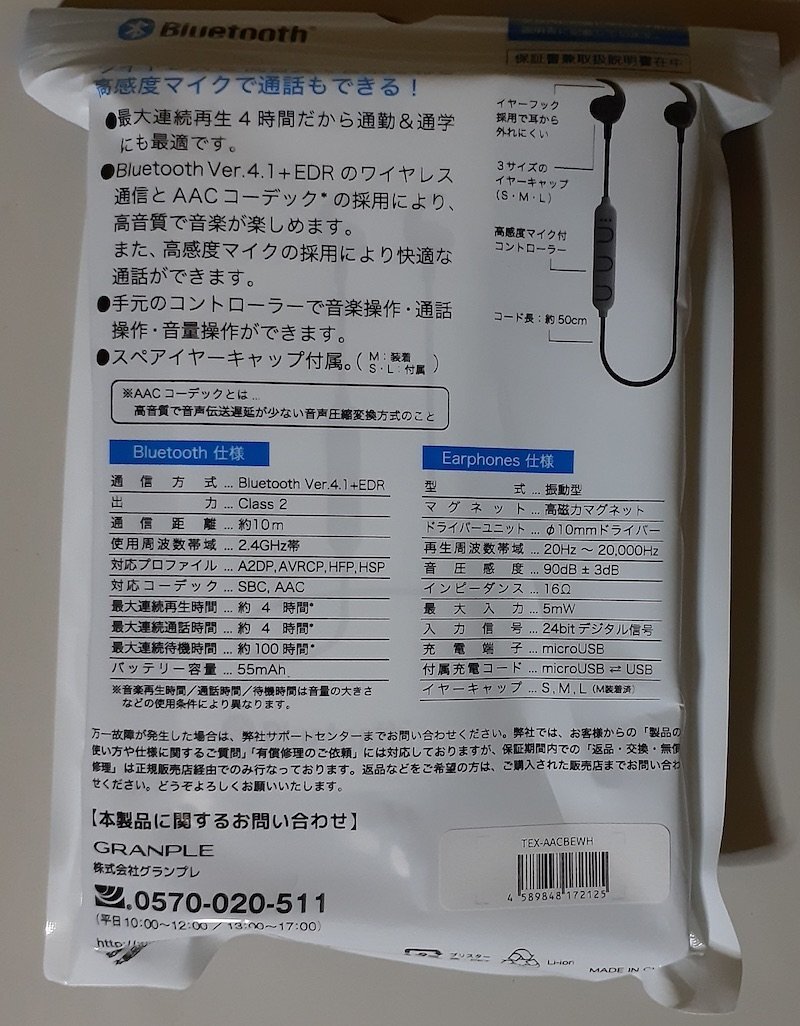 Bluetooth
保証書兼取扱説明書在中
高感度マイクで通話もできる！
●最大連続再生4時間だから通勤＆通学
にも最適です。
●Bluetooth Ver.4.1+EDRのワイヤレス
通信とAACコーデック*の採用により、
高音質で音楽が楽しめます。
また、高感度マイクの採用により快適な
通話ができます。
●手元のコントローラーで音楽操作・通話
操作・音量操作ができます。
●スペアイヤーキャップ付属。（M：装着 S・L：付属）
イヤーフック
採用で耳から
外れにくい
3サイズの
イヤーキャップ
（S・M・L）
高感度マイク付
コントローラー
コード長：約50cm
※AACコーデックとは…
高音質で音声伝送遅延が少ない音声圧縮変換方式のこと
Bluetooth 仕様
通信方式…Bluetooth Ver.4.1+EDR
出力…Class 2
通信距離…約10m
使用周波数帯域…2.4GHz帯
対応プロファイル…A2DP,AVRCP,HFP,HSP
対応コーデック…SBC, AAC
最大連続再生時間…約 4 時間*
最大連続通話時間…約 4 時間*
最大連続待機時間…約100時間*
バッテリー容量…55mAh
※音楽再生時間／通話時間／待機時間は音量の大きさ
などの使用条件により異なります。
Earphones 仕様
型式…振動型
マグネット…高磁力マグネット
ドライバーユニット…φ10mmドライバー
再生周波数帯域…20Hz～20,000Hz
音圧感度…90dB±3dB
インピーダンス…16Ω
最大入力…5mW
入力信号…24bitデジタル信号
充電端子…microUSB
付属充電コード…microUSB⇄USB
イヤーキャップ…S,M,L（M装着済）
万一故障が発生した場合は、弊社サポートセンターまでお問い合わせください。弊社では、お客様からの「製品の
使い方や仕様に関するご質問」「有償修理のご依頼」には対応しておりますが、保証期間内での「返品・交換・無償
修理」は正規販売店経由でのみ行なっております。返品などをご希望の方は、ご購入された販売店までお問い合わ
せください。どうぞよろしくお願いいたします。
【本製品に関するお問い合わせ】
GRANPLE
株式会社グランプレ
0570-020-511
（平日10:00～12:00／13:00～17:00）
TEX-AACBEWH
4 589848 172125
http://
ブリスター
Li-ion
MADE IN